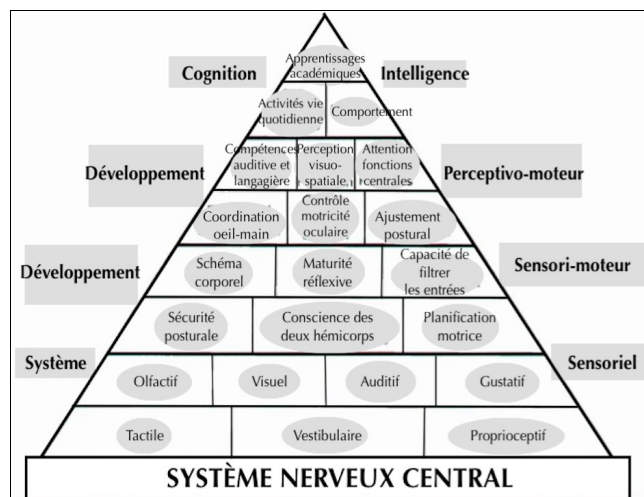 Apprentissages
académiques
Cognition
Intelligence
Activités vie
quotidienne
Comportement
Compétences
auditive et
langagière
Perception
visuo-
spatiale
Attention
fonctions
centrales
Développement
Perceptivo-moteur
Coordination
oeil-main
Contrôle
motricité
oculaire
Ajustement
postural
Schéma
corporel
Maturité
réflexive
Capacité de
filtrer
les entrées
Développement
Sensori-moteur
Sécurité
posturale
Conscience des
deux hémicorps
Planification
motrice
Système
Sensoriel
Olfactif
Visuel
Auditif
Gustatif
Tactile
Vestibulaire
Proprioceptif
SYSTÈME NERVEUX CENTRAL